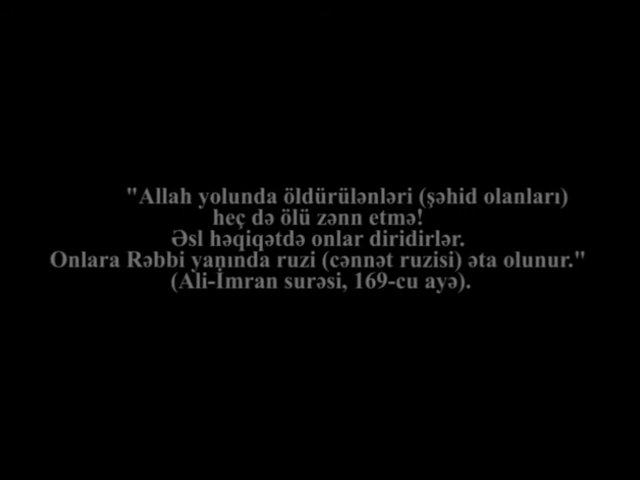 "Allah yolunda öldürülənləri (şəhid olanları)
heç də ölü zənn etmə!
Əsl həqiqətdə onlar diridirlər.
Onlara Rəbbi yanında ruzi (cənnət ruzisi) əta olunur."
(Ali-İmran surəsi, 169-cu ayə).